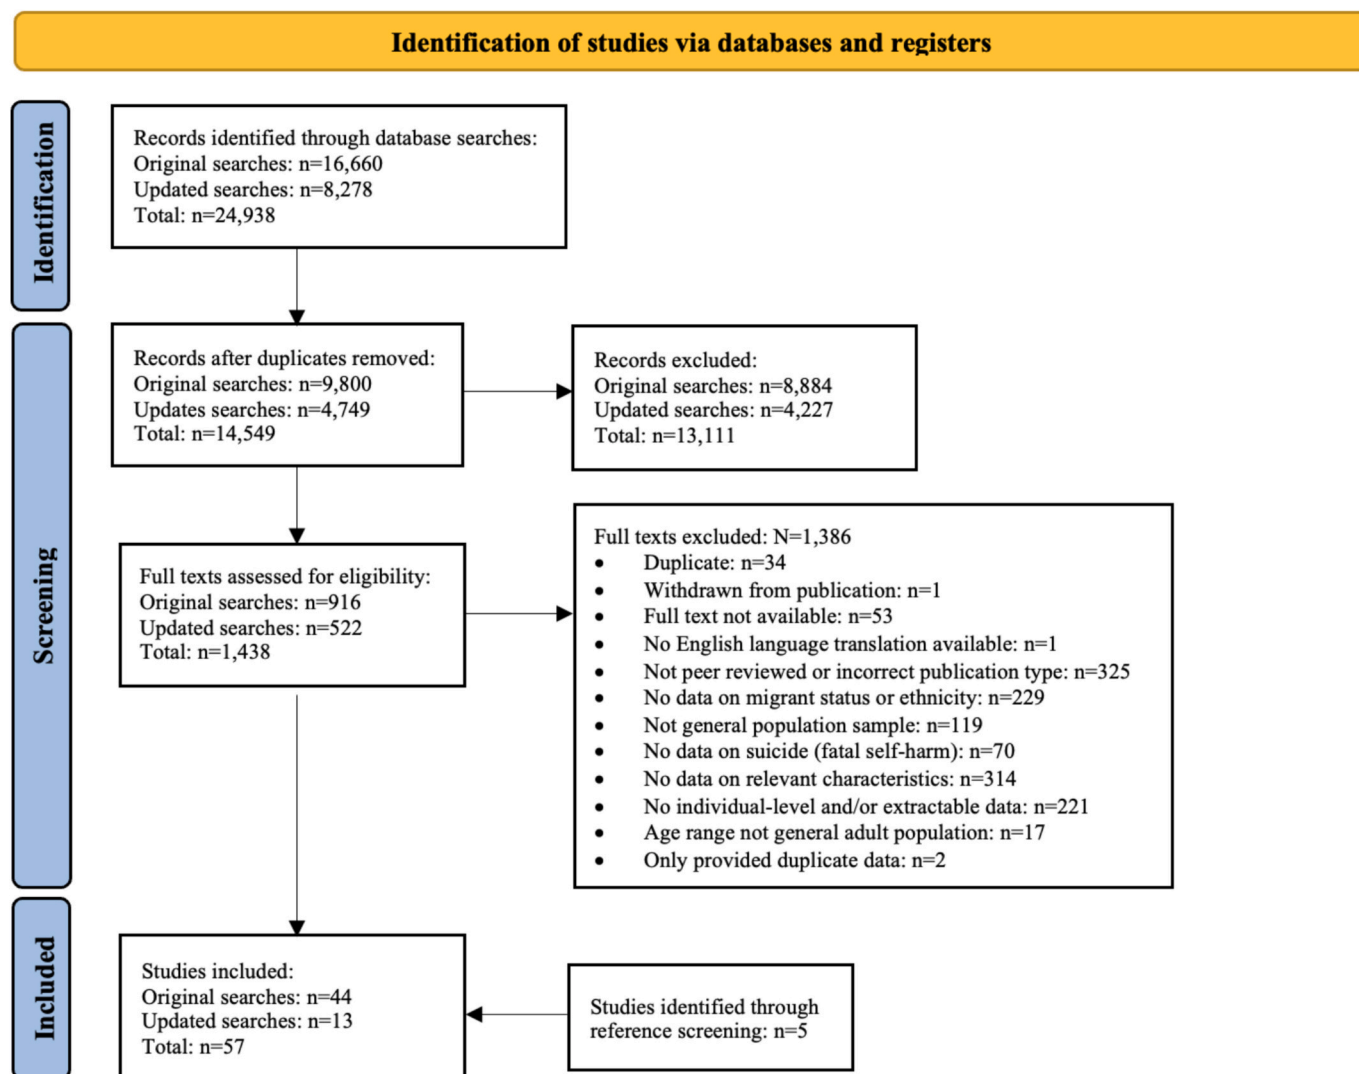 Identification of studies via databases and registers
Identification
Records identified through database searches:
Original searches: n=16,660
Updated searches: n=8,278
Total: n=24,938
Screening
Records after duplicates removed:
Original searches: n=9,800
Updates searches: n=4,749
Total: n=14,549
Records excluded:
Original searches: n=8,884
Updated searches: n=4,227
Total: n=13,111
Full texts assessed for eligibility:
Original searches: n=916
Updated searches: n=522
Total: n=1,438
Full texts excluded: N=1,386
• Duplicate: n=34
• Withdrawn from publication: n=1
• Full text not available: n=53
• No English language translation available: n=1
• Not peer reviewed or incorrect publication type: n=325
• No data on migrant status or ethnicity: n=229
• Not general population sample: n=119
• No data on suicide (fatal self-harm): n=70
• No data on relevant characteristics: n=314
• No individual-level and/or extractable data: n=221
• Age range not general adult population: n=17
• Only provided duplicate data: n=2
Included
Studies included:
Original searches: n=44
Updated searches: n=13
Total: n=57
Studies identified through
reference screening: n=5